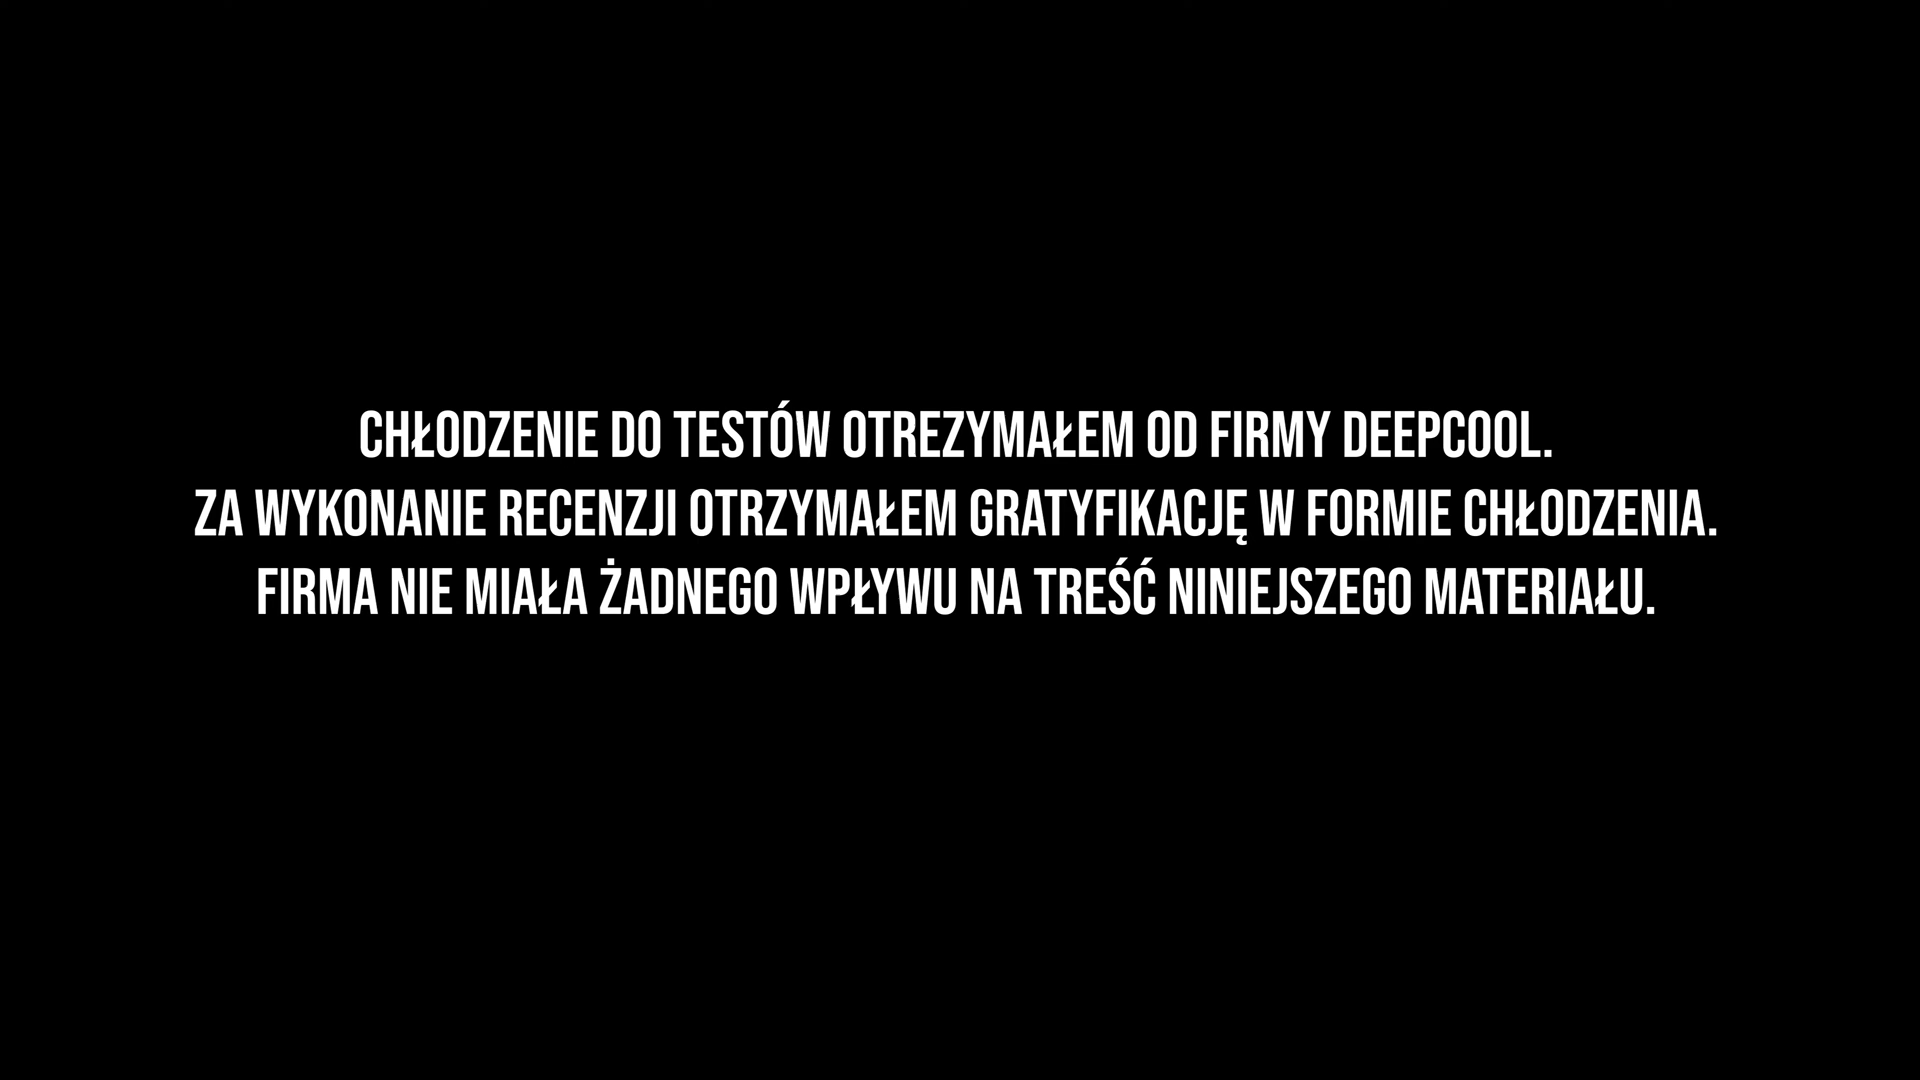 CHŁODZENIE DO TESTÓW OTREZYMAŁEM OD FIRMY DEEPCOOL.
ZA WYKONANIE RECENZJI OTRZYMAŁEM GRATYFIKACJĘ W FORMIE CHŁODZENIA.
FIRMA NIE MIAŁA ŻADNEGO WPŁYWU NA TREŚĆ NINIEJSZEGO MATERIAŁU.